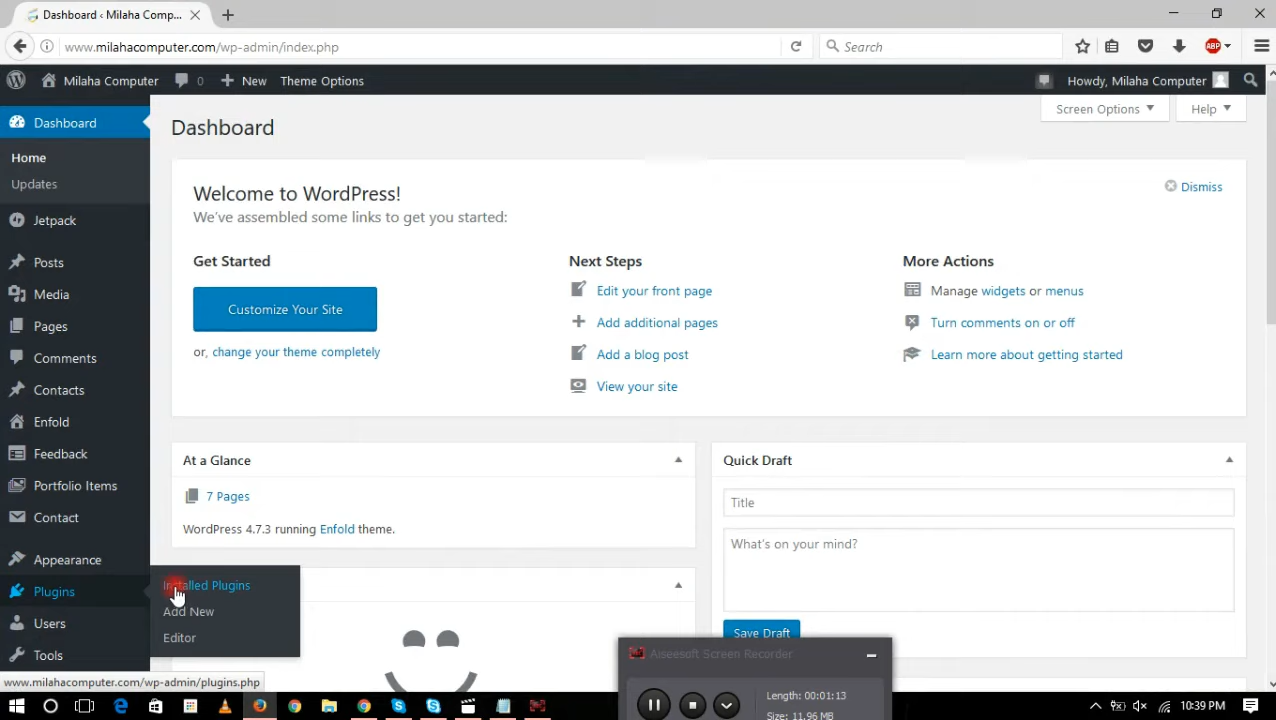 Dashboard ‹ Milaha Comp...
www.milahacomputer.com/wp-admin/index.php
Search
ABP
Milaha Computer
0
New
Theme Options
Howdy, Milaha Computer
Dashboard
Home
Updates
Jetpack
Posts
Media
Pages
Comments
Contacts
Enfold
Feedback
Portfolio Items
Contact
Appearance
Plugins
Users
Tools
Installed Plugins
Add New
Editor
Dashboard
Screen Options
Help
Welcome to WordPress!
We've assembled some links to get you started:
Dismiss
Get Started
Customize Your Site
or, change your theme completely
Next Steps
Edit your front page
Add additional pages
Add a blog post
View your site
More Actions
Manage widgets or menus
Turn comments on or off
Learn more about getting started
At a Glance
7 Pages
WordPress 4.7.3 running Enfold theme.
Quick Draft
Title
What's on your mind?
Save Draft
Aiseesoft Screen Recorder
Length: 00:01:13
Size: 11.96 MB
www.milahacomputer.com/wp-admin/plugins.php
10:39 PM